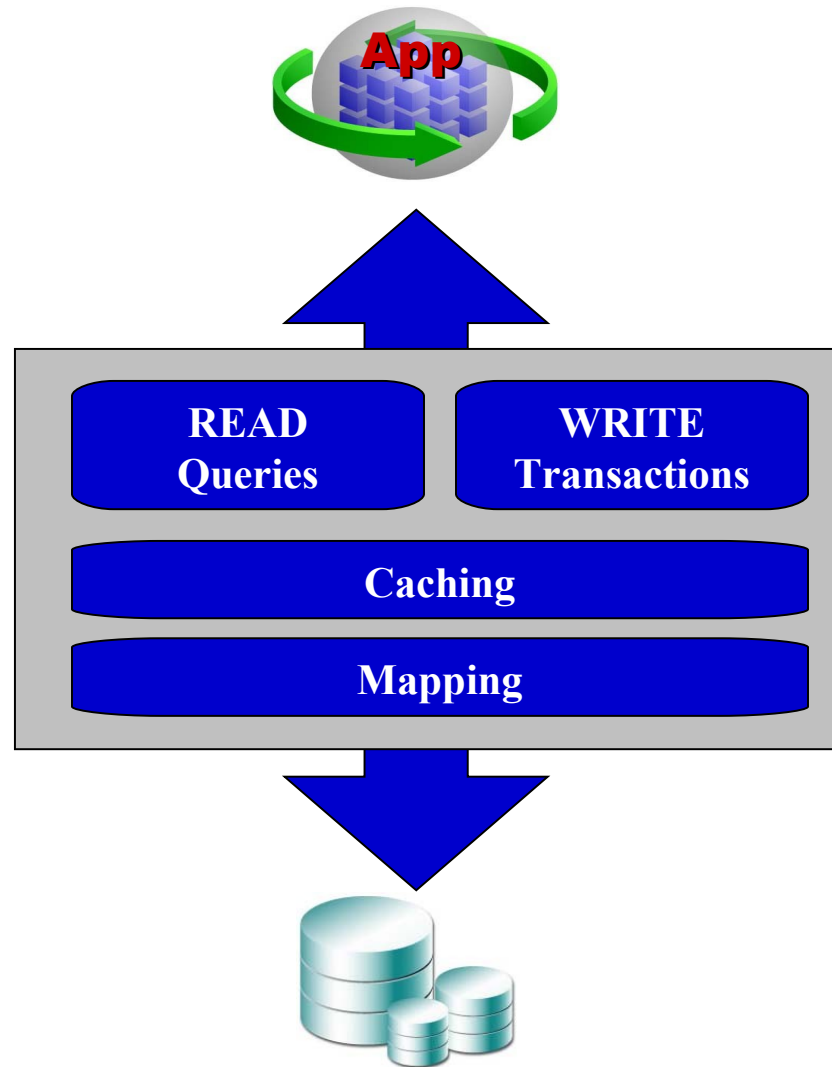 App
READ
Queries
WRITE
Transactions
Caching
Mapping